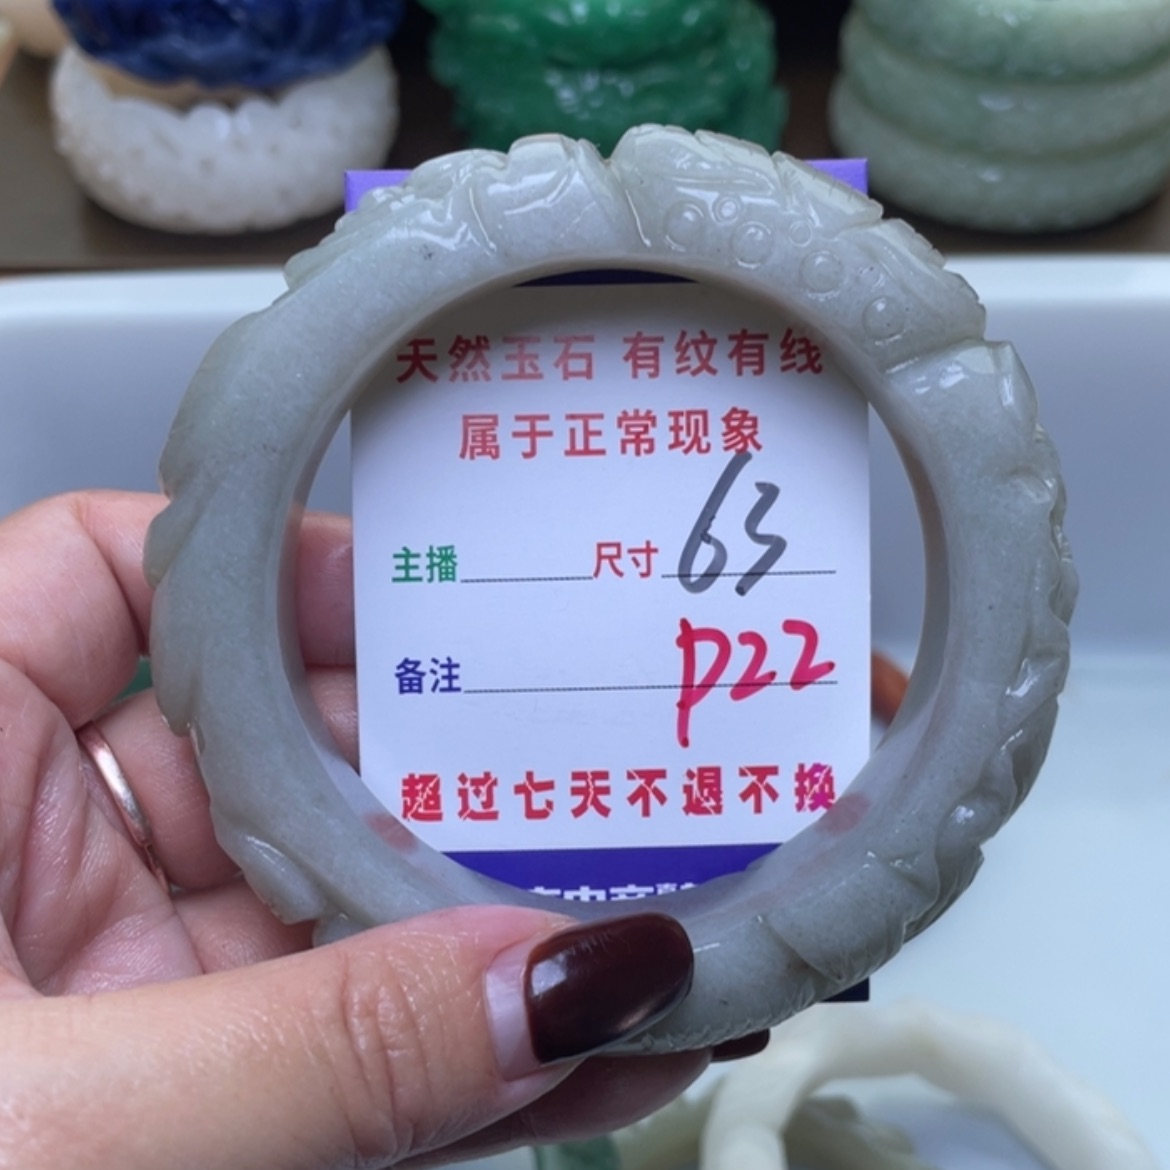 天然玉石 有纹有线
属于正常现象
主播 尺寸 63
备注 P22
超过七天不退不换